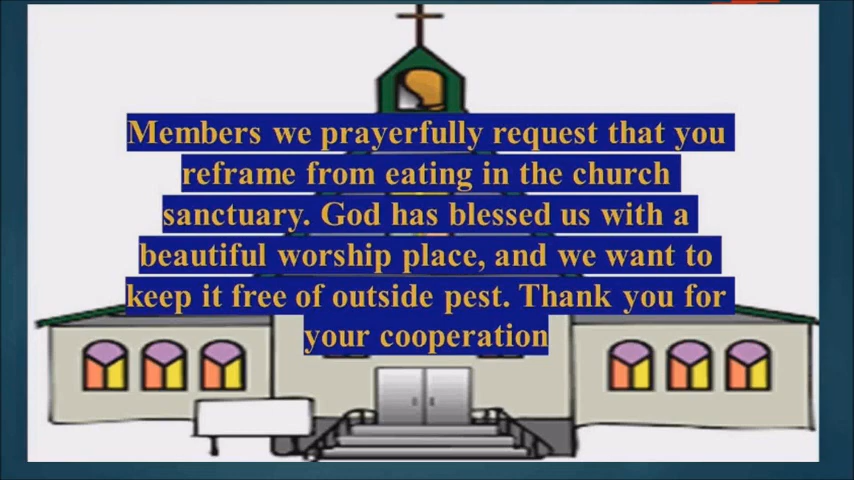 Members we prayerfully request that you
reframe from eating in the church
sanctuary. God has blessed us with a
beautiful worship place, and we want to
keep it free of outside pest. Thank you for
your cooperation